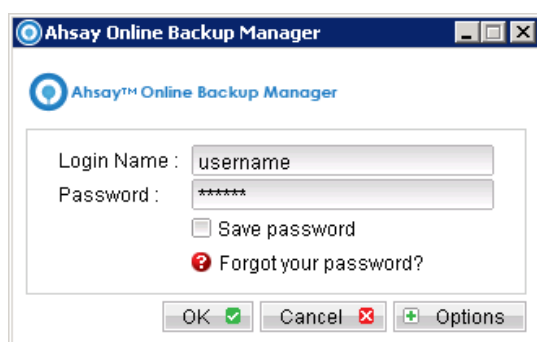 Ahsay Online Backup Manager
Ahsay™ Online Backup Manager
Login Name : username
Password : ******
Save password
Forgot your password?
OK Cancel Options